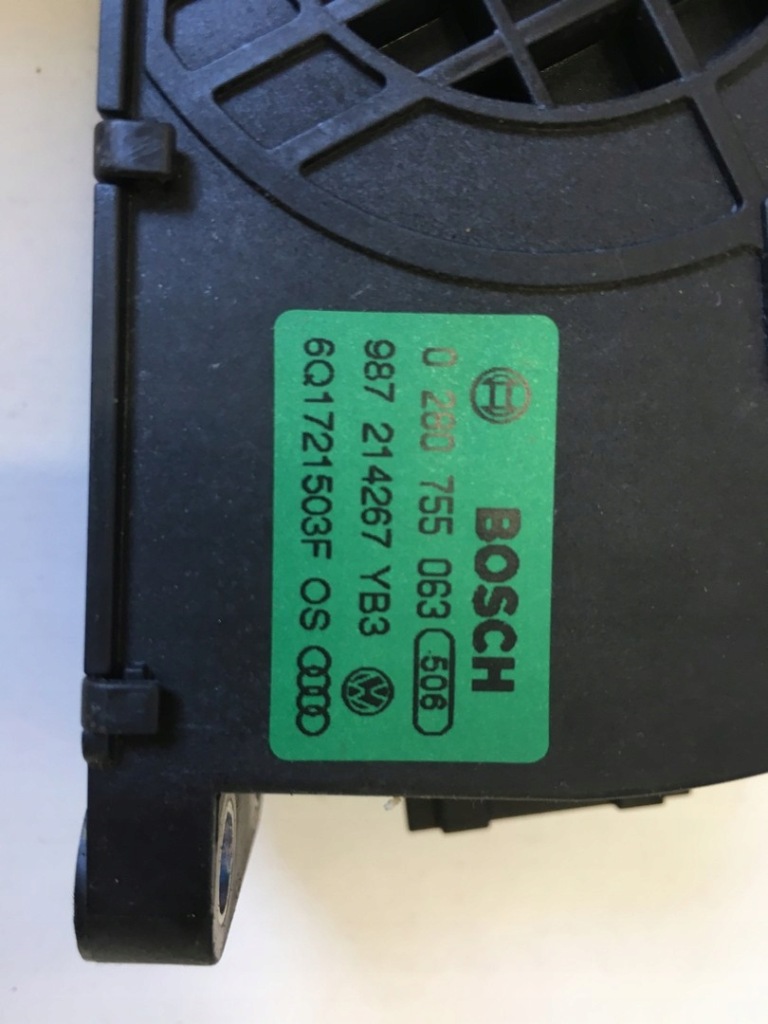 BOSCH
0 280 755 063 506
987 214267 YB3
6Q1721503F OS